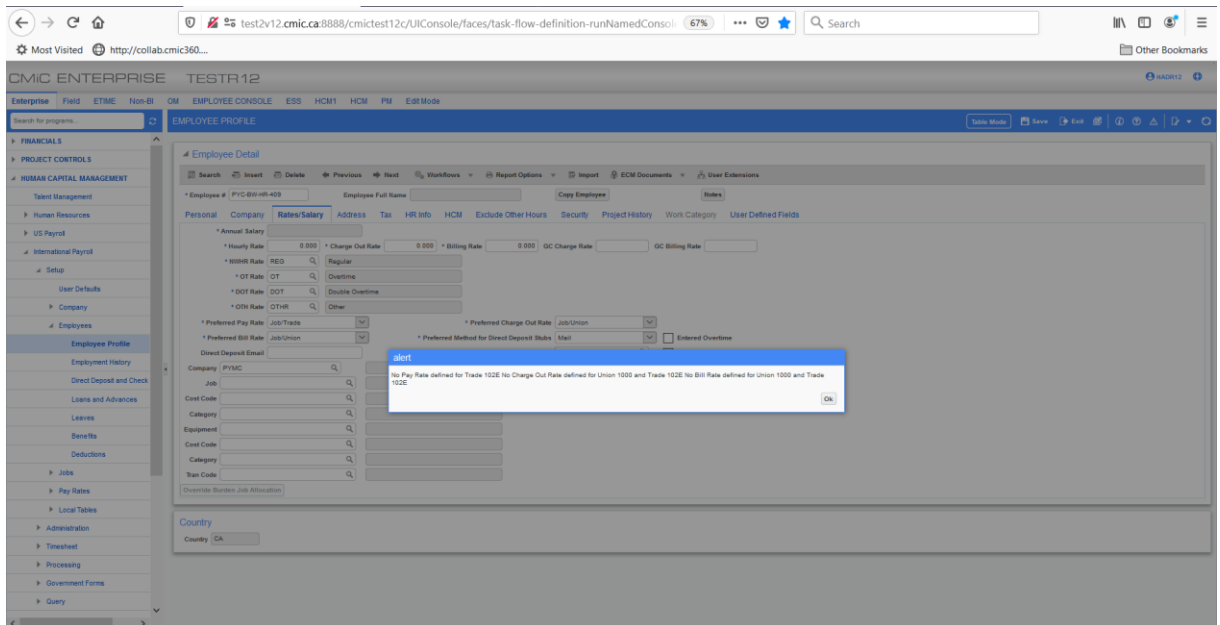 test2v12.cmic.ca:8888/cmictest12c/UIConsole/faces/task-flow-definition-runNamedConsol 67% Search
Most Visited http://collab.cmic360.... Other Bookmarks
CMiC ENTERPRISE TESTR12 HADR12
Enterprise Field ETIME Non-BI OM EMPLOYEE CONSOLE ESS HCM1 HCM PM Edit Mode
Search for programs... EMPLOYEE PROFILE Table Mode Save Exit
FINANCIALS
PROJECT CONTROLS
HUMAN CAPITAL MANAGEMENT
Talent Management
Human Resources
US Payroll
International Payroll
Setup
User Defaults
Company
Employees
Employee Profile
Employment History
Direct Deposit and Check
Loans and Advances
Leaves
Benefits
Deductions
Jobs
Pay Rates
Local Tables
Administration
Timesheet
Processing
Government Forms
Query
Employee Detail
Search Insert Delete Previous Next Workflows Report Options Import ECM Documents User Extensions
* Employee # PYC-BW-HR-409 Employee Full Name Copy Employee Notes
Personal Company Rates/Salary Address Tax HR Info HCM Exclude Other Hours Security Project History Work Category User Defined Fields
* Annual Salary
* Hourly Rate 0.000 * Charge Out Rate 0.000 * Billing Rate 0.000 GC Charge Rate GC Billing Rate
* NWHR Rate REG Regular
* OT Rate OT Overtime
* DOT Rate DOT Double Overtime
* OTH Rate OTHR Other
* Preferred Pay Rate Job/Trade * Preferred Charge Out Rate Job/Union
* Preferred Bill Rate Job/Union * Preferred Method for Direct Deposit Stubs Mail Entered Overtime
Direct Deposit Email
Company PYMC
Job
Cost Code
Category
Equipment
Cost Code
Category
Tran Code
Override Burden Job Allocation
alert
No Pay Rate defined for Trade 102E No Charge Out Rate defined for Union 1000 and Trade 102E No Bill Rate defined for Union 1000 and Trade
102E
Ok
Country
Country CA